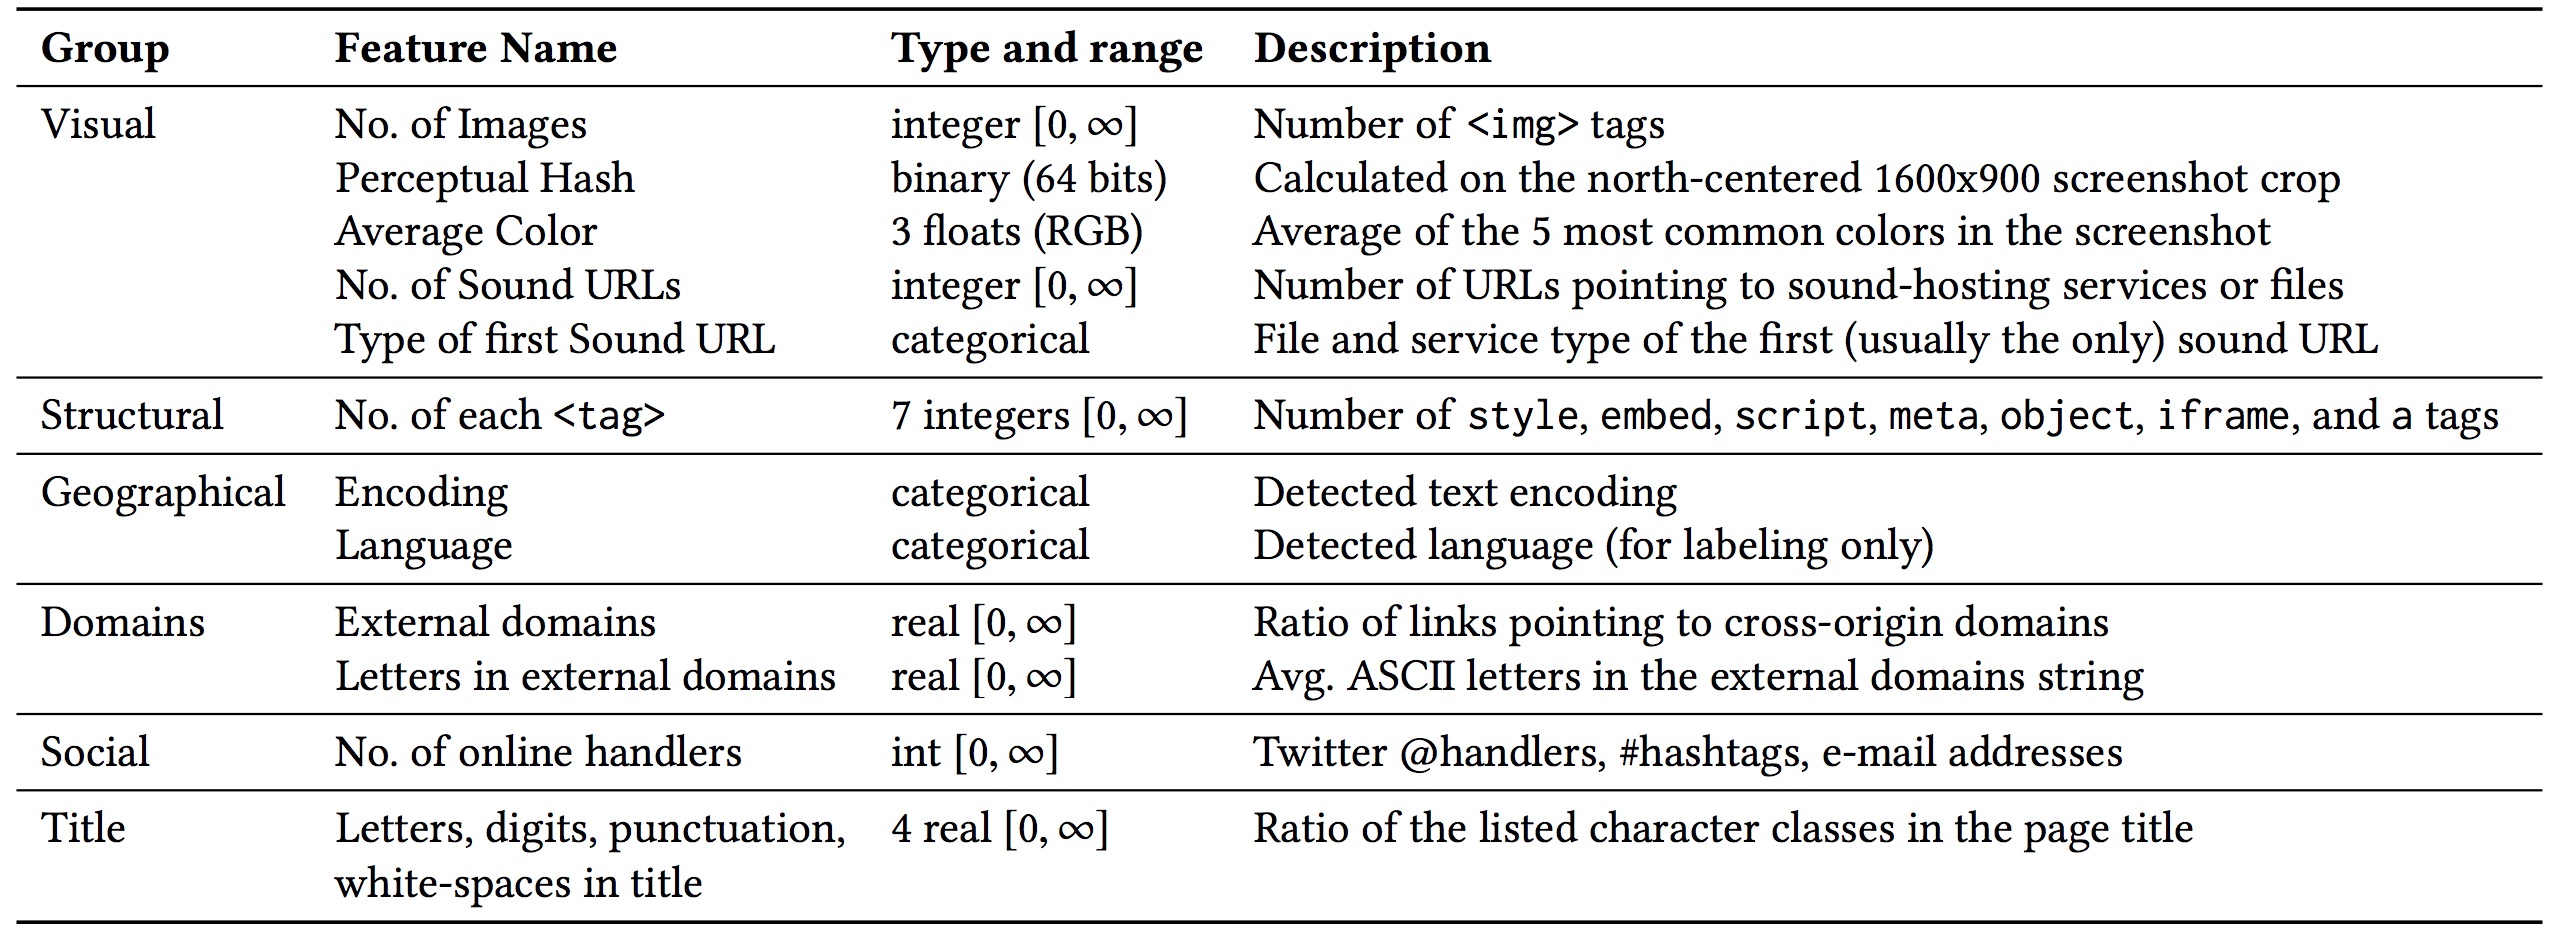 Group Feature Name Type and range Description
Visual No. of Images integer [0, ∞] Number of <img> tags
Perceptual Hash binary (64 bits) Calculated on the north-centered 1600x900 screenshot crop
Average Color 3 floats (RGB) Average of the 5 most common colors in the screenshot
No. of Sound URLs integer [0, ∞] Number of URLs pointing to sound-hosting services or files
Type of first Sound URL categorical File and service type of the first (usually the only) sound URL
Structural No. of each <tag> 7 integers [0, ∞] Number of style, embed, script, meta, object, iframe, and a tags
Geographical Encoding categorical Detected text encoding
Language categorical Detected language (for labeling only)
Domains External domains real [0, ∞] Ratio of links pointing to cross-origin domains
Letters in external domains real [0, ∞] Avg. ASCII letters in the external domains string
Social No. of online handlers int [0, ∞] Twitter @handlers, #hashtags, e-mail addresses
Title Letters, digits, punctuation, 4 real [0, ∞] Ratio of the listed character classes in the page title
white-spaces in title